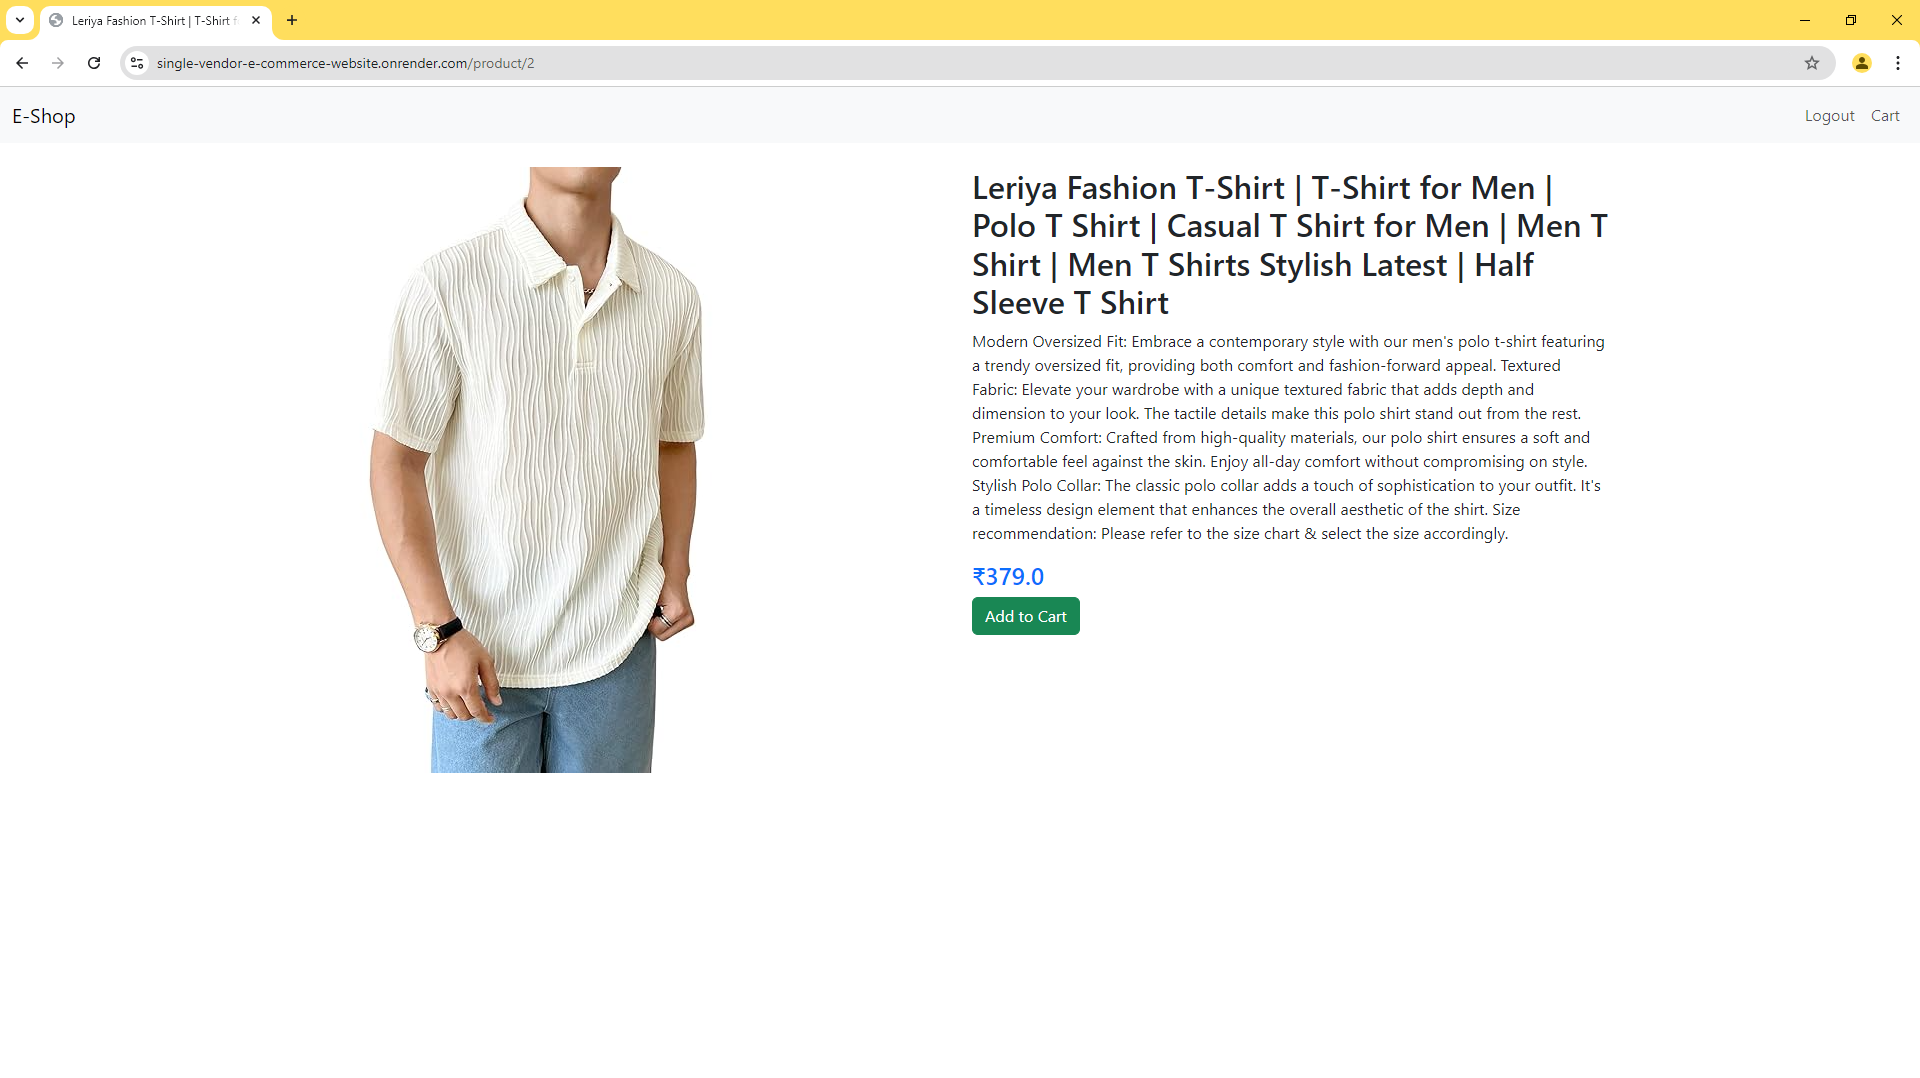 Leriya Fashion T-Shirt | T-Shirt f
single-vendor-e-commerce-website.onrender.com/product/2
E-Shop
Logout
Cart
Leriya Fashion T-Shirt | T-Shirt for Men |
Polo T Shirt | Casual T Shirt for Men | Men T
Shirt | Men T Shirts Stylish Latest | Half
Sleeve T Shirt
Modern Oversized Fit: Embrace a contemporary style with our men's polo t-shirt featuring
a trendy oversized fit, providing both comfort and fashion-forward appeal. Textured
Fabric: Elevate your wardrobe with a unique textured fabric that adds depth and
dimension to your look. The tactile details make this polo shirt stand out from the rest.
Premium Comfort: Crafted from high-quality materials, our polo shirt ensures a soft and
comfortable feel against the skin. Enjoy all-day comfort without compromising on style.
Stylish Polo Collar: The classic polo collar adds a touch of sophistication to your outfit. It's
a timeless design element that enhances the overall aesthetic of the shirt. Size
recommendation: Please refer to the size chart & select the size accordingly.
₹379.0
Add to Cart